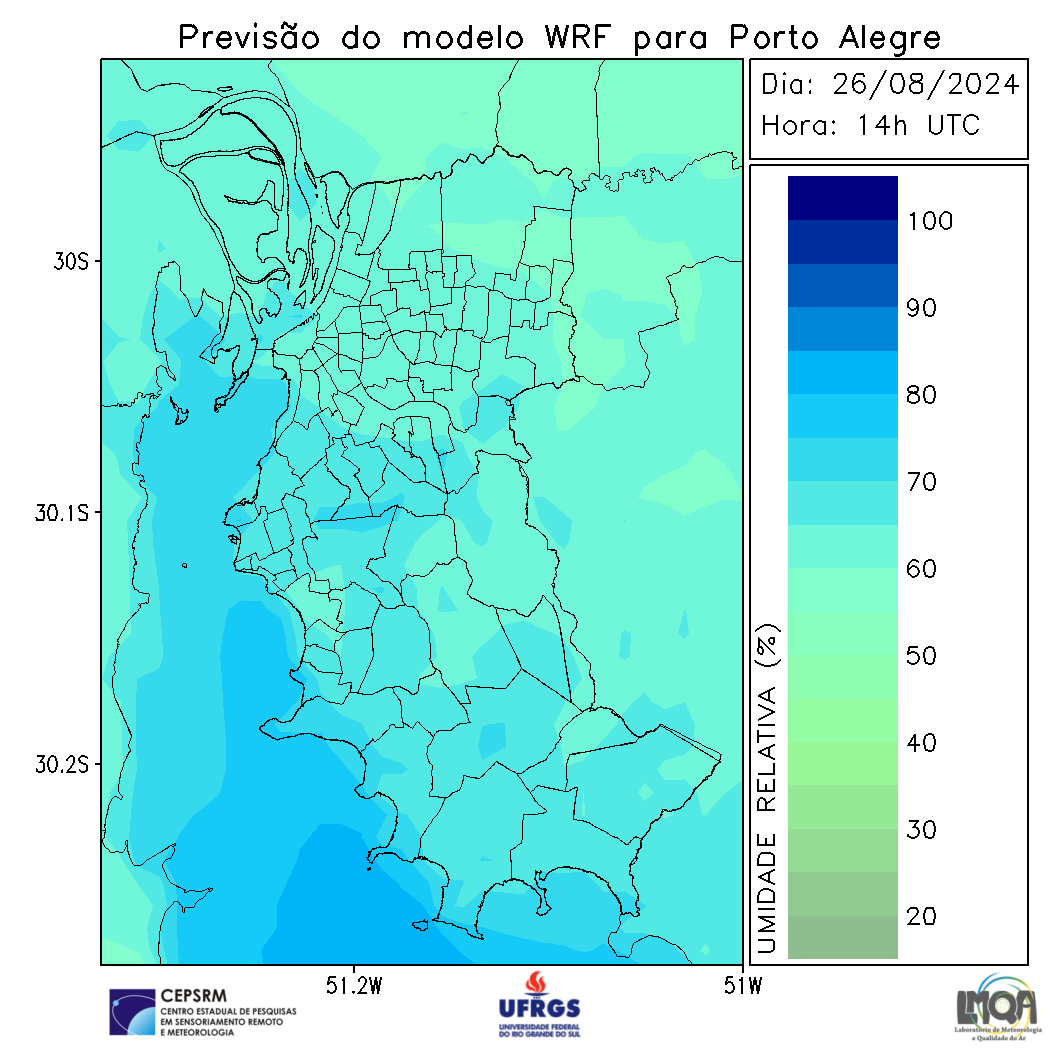 Previsão do modelo WRF para Porto Alegre
Dia: 26/08/2024
Hora: 14h UTC
100
90
80
70
60
50
40
30
20
UMIDADE RELATIVA (%)
30S
30.1S
30.2S
51.2W
51W
CEPSRM
CENTRO ESTADUAL DE PESQUISAS
EM SENSORIAMENTO REMOTO
E METEOROLOGIA
UFRGS
UNIVERSIDADE FEDERAL
DO RIO GRANDE DO SUL
LMQA
Laboratório de Meteorologia
e Qualidade do Ar